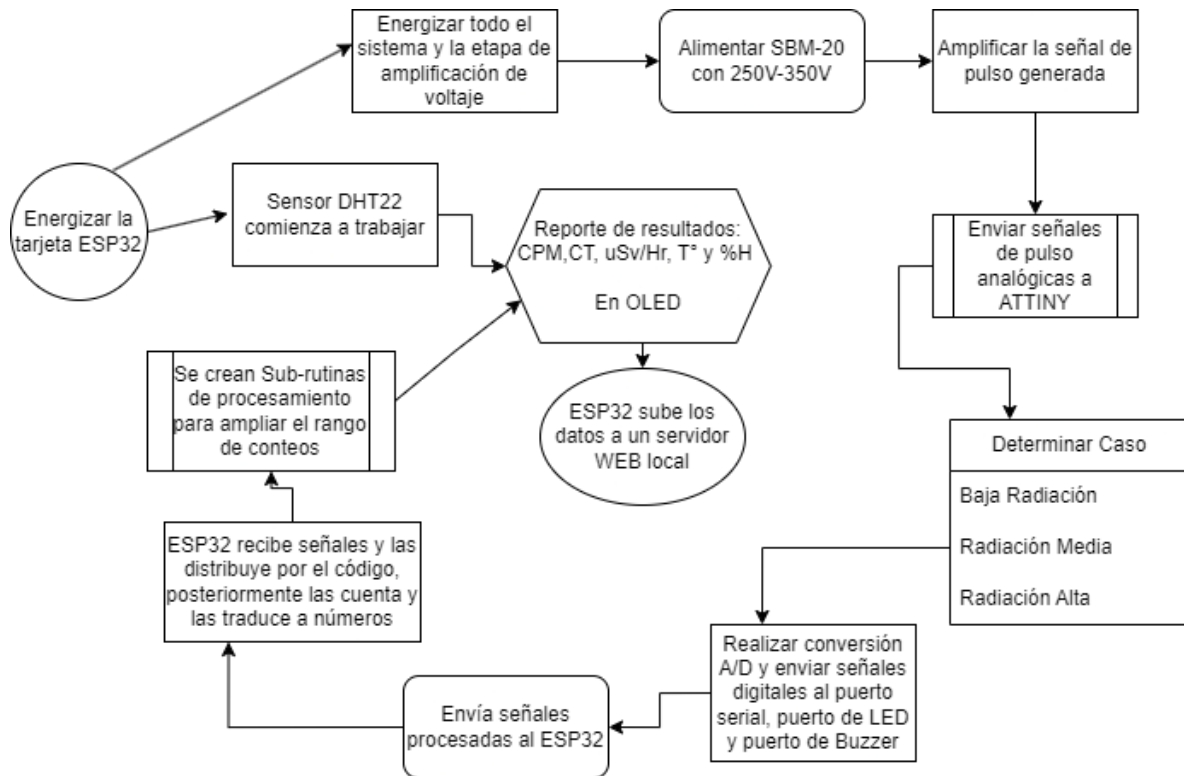 Energizar todo el
sistema y la etapa de
amplificación de
voltaje
Alimentar SBM-20
con 250V-350V
Amplificar la señal de
pulso generada
Energizar la
tarjeta ESP32
Sensor DHT22
comienza a trabajar
Reporte de resultados:
CPM,CT, uSv/Hr, T° y %H
En OLED
Enviar señales
de pulso
analógicas a
ATTINY
Se crean Sub-rutinas
de procesamiento
para ampliar el rango
de conteos
ESP32 sube los
datos a un servidor
WEB local
Determinar Caso
Baja Radiación
Radiación Media
Radiación Alta
ESP32 recibe señales y las
distribuye por el código,
posteriormente las cuenta y
las traduce a números
Realizar conversión
A/D y enviar señales
digitales al puerto
serial, puerto de LED
y puerto de Buzzer
Envía señales
procesadas al ESP32